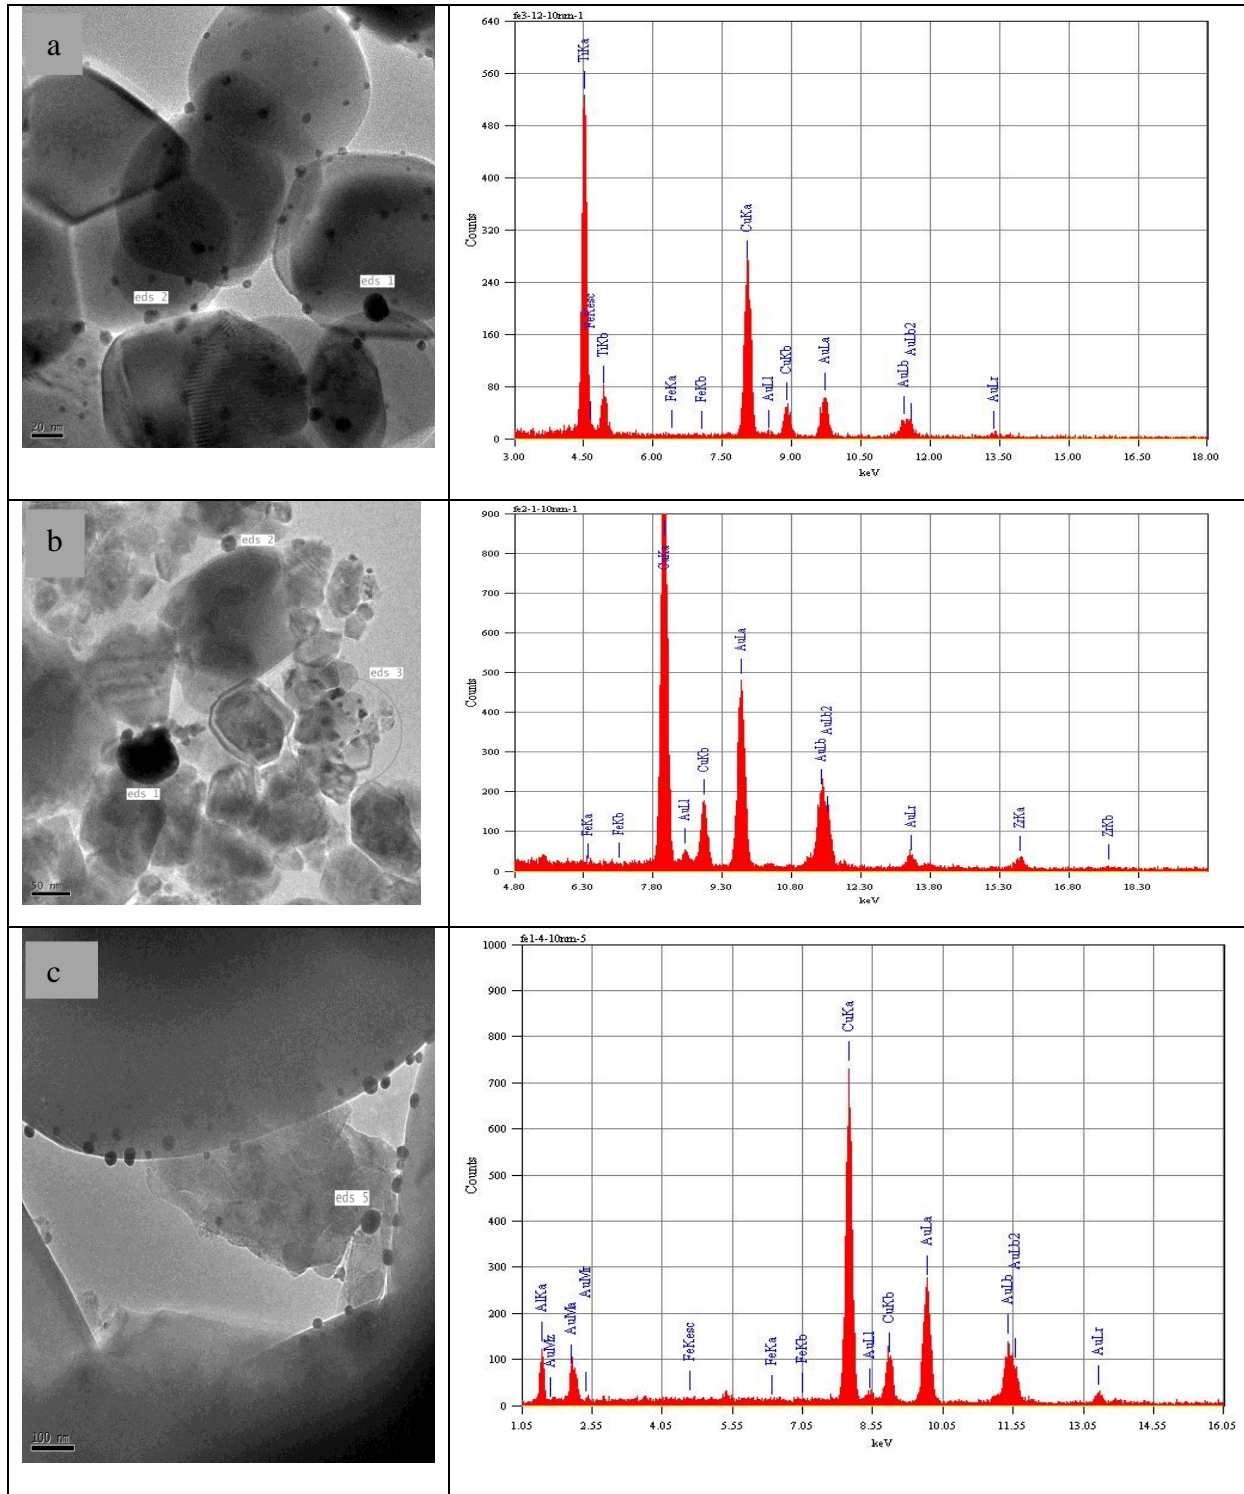 a
eds 1
eds 2
20 nm
fe3-12-10nm-1
640
560
480
400
320
240
160
80
0
Counts
TiKa
FeKesc
TiKb
FeKa
FeKb
CuKa
AuLl
CuKb
AuLa
AuLb
AuLb2
AuLr
3.00 4.50 6.00 7.50 9.00 10.50 12.00 13.50 15.00 16.50 18.00
keV
b
eds 2
eds 3
eds 1
50 nm
fe2-1-10nm-1
900
800
700
600
500
400
300
200
100
0
Counts
FeKa
FeKb
CuKa
AuLl
CuKb
AuLa
AuLb
AuLb2
AuLr
ZrKa
ZrKb
4.80 6.30 7.80 9.30 10.80 12.30 13.80 15.30 16.80 18.30
keV
c
eds 5
100 nm
fe1-4-10nm-5
1000
900
800
700
600
500
400
300
200
100
0
Counts
AlKa
AuMz
AuMa
AuMr
FeKesc
FeKa
FeKb
CuKa
AuLl
CuKb
AuLa
AuLb
AuLb2
AuLr
1.05 2.55 4.05 5.55 7.05 8.55 10.05 11.55 13.05 14.55 16.05
keV